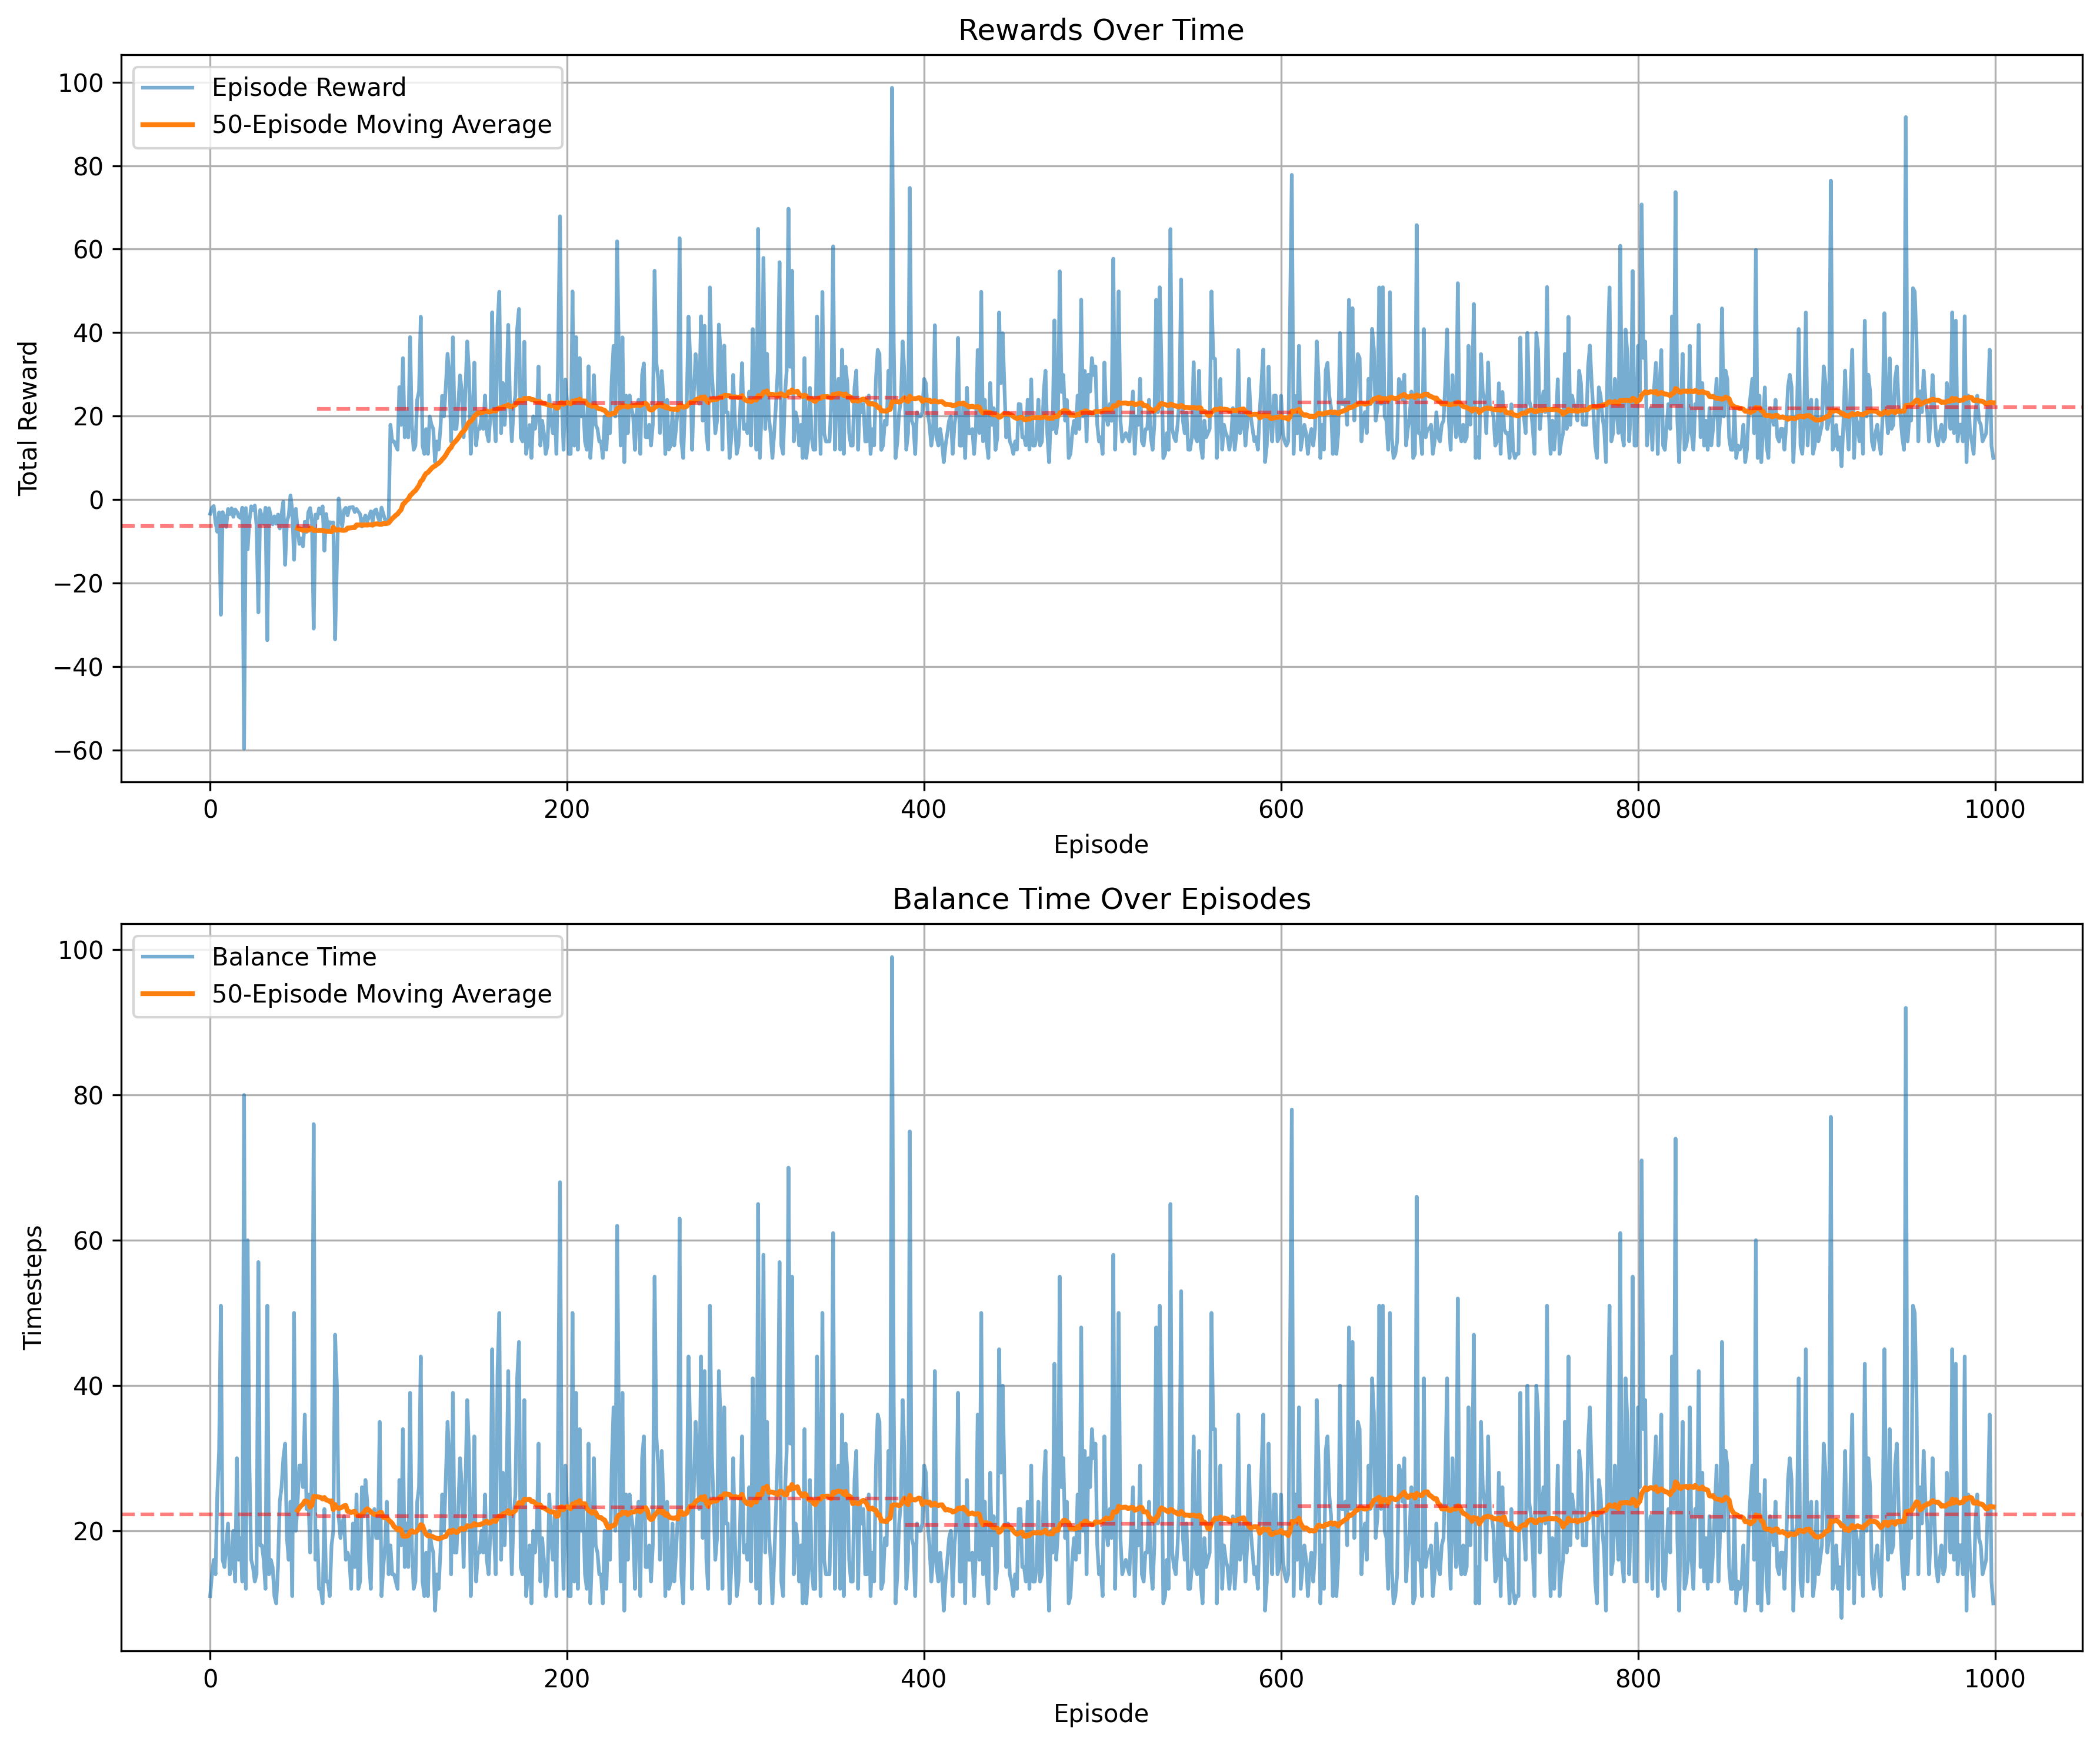 Rewards Over Time
Episode Reward
50-Episode Moving Average
Total Reward
100
80
60
40
20
0
−20
−40
−60
0 200 400 600 800 1000
Episode
Balance Time Over Episodes
Balance Time
50-Episode Moving Average
Timesteps
100
80
60
40
20
0 200 400 600 800 1000
Episode